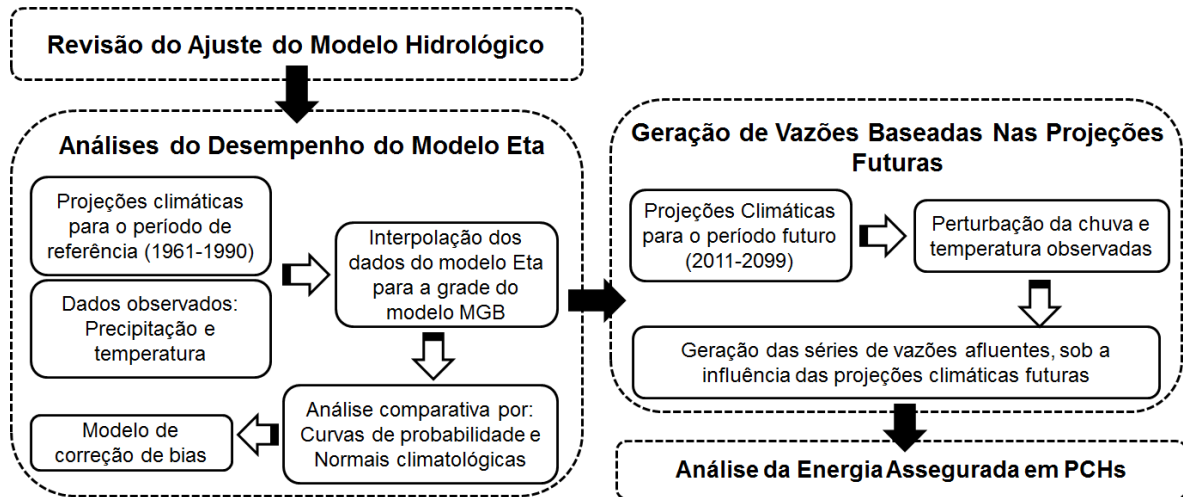 Revisão do Ajuste do Modelo Hidrológico
Análises do Desempenho do Modelo Eta
Projeções climáticas
para o período de
referência (1961-1990)
Dados observados:
Precipitação e
temperatura
Interpolação dos
dados do modelo Eta
para a grade do
modelo MGB
Análise comparativa por:
Curvas de probabilidade e
Normais climatológicas
Modelo de
correção de bias
Geração de Vazões Baseadas Nas Projeções
Futuras
Projeções Climáticas
para o período futuro
(2011-2099)
Perturbação da chuva e
temperatura observadas
Geração das séries de vazões afluentes, sob a
influência das projeções climáticas futuras
Análise da Energia Assegurada em PCHs